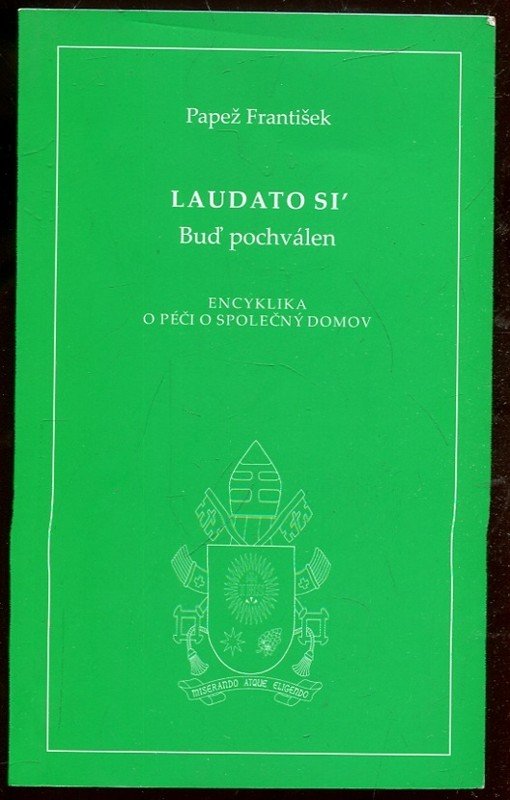 Papež František
LAUDATO SI’
Buď pochválen
ENCYKLIKA
O PÉČI O SPOLEČNÝ DOMOV
MISERANDO ATQUE ELIGENDO